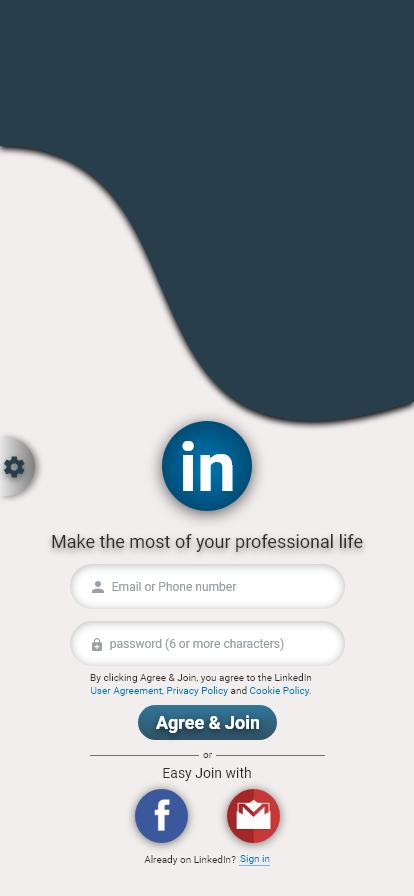 in
Make the most of your professional life
Email or Phone number
password (6 or more characters)
By clicking Agree & Join, you agree to the LinkedIn
User Agreement, Privacy Policy and Cookie Policy.
Agree & Join
or
Easy Join with
f
Already on LinkedIn? Sign in